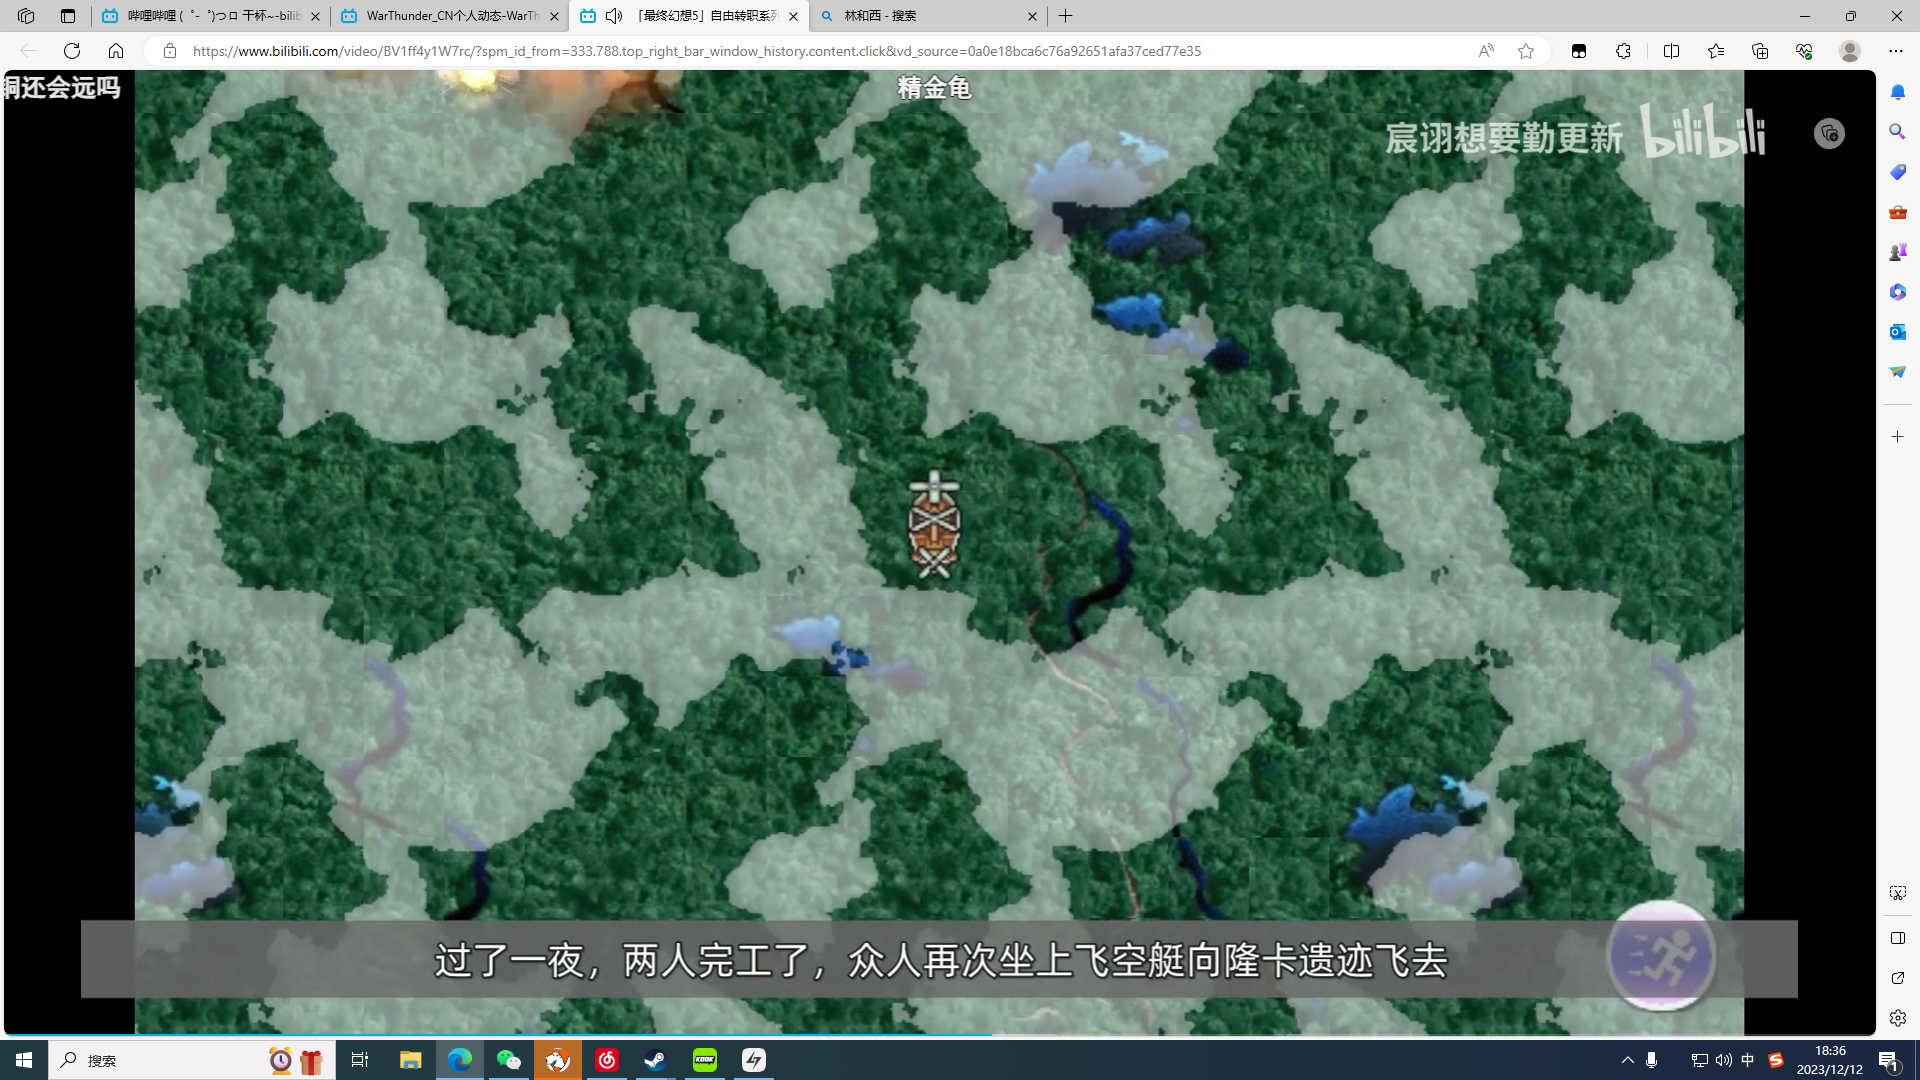 哔哩哔哩 (゜-゜)つロ 干杯~-bilib
WarThunder_CN个人动态-WarTh
「最终幻想5」自由转职系列
林和西 - 搜索
https://www.bilibili.com/video/BV1ff4y1W7rc/?spm_id_from=333.788.top_right_bar_window_history.content.click&vd_source=0a0e18bca6c76a92651afa37ced77e35
铜还会远吗
精金龟
宸诩想要勤更新 bilibili
过了一夜，两人完工了，众人再次坐上飞空艇向隆卡遗迹飞去
搜索
KOOK
中
18:36
2023/12/12
1